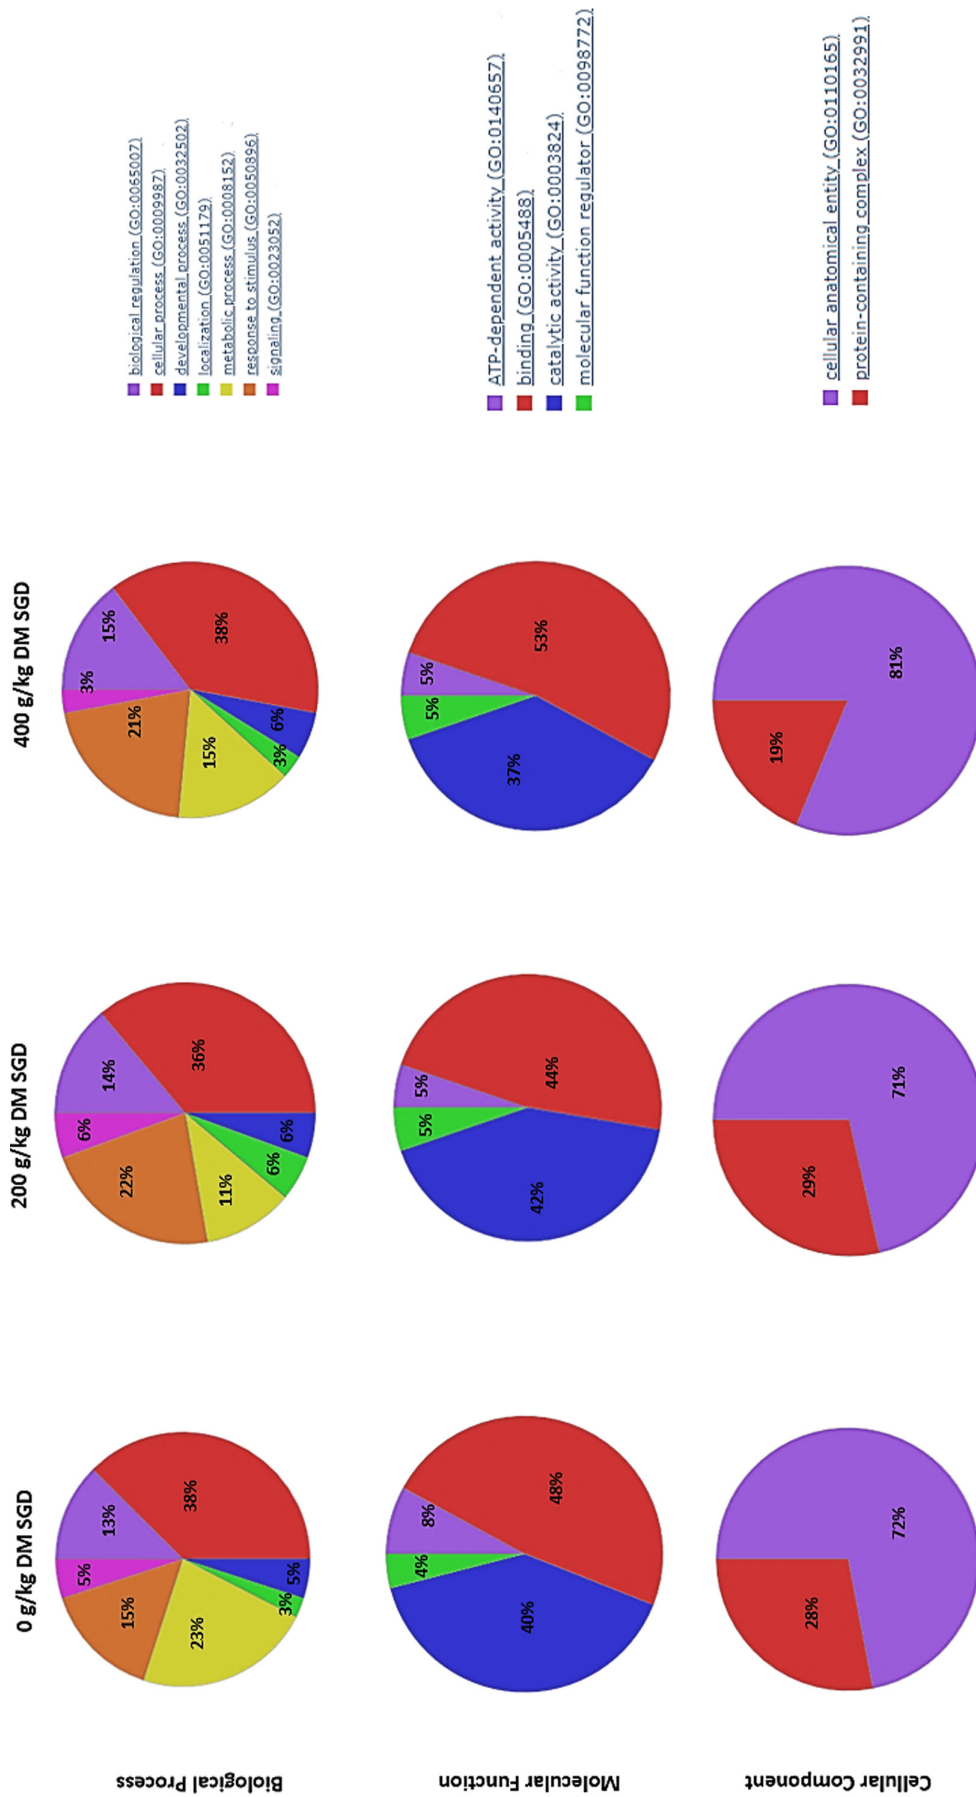 0 g/kg DM SGD
200 g/kg DM SGD
400 g/kg DM SGD
Biological Process
13%
38%
5%
3%
23%
15%
5%
14%
36%
6%
6%
11%
22%
6%
15%
38%
6%
3%
15%
21%
3%
biological regulation (GO:0065007)
cellular process (GO:0009987)
developmental process (GO:0032502)
localization (GO:0051179)
metabolic process (GO:0008152)
response to stimulus (GO:0050896)
signaling (GO:0023052)
Molecular Function
8%
48%
40%
4%
5%
44%
42%
5%
5%
53%
37%
5%
ATP-dependent activity (GO:0140657)
binding (GO:0005488)
catalytic activity (GO:0003824)
molecular function regulator (GO:0098772)
Cellular Component
28%
72%
29%
71%
19%
81%
cellular anatomical entity (GO:0110165)
protein-containing complex (GO:0032991)